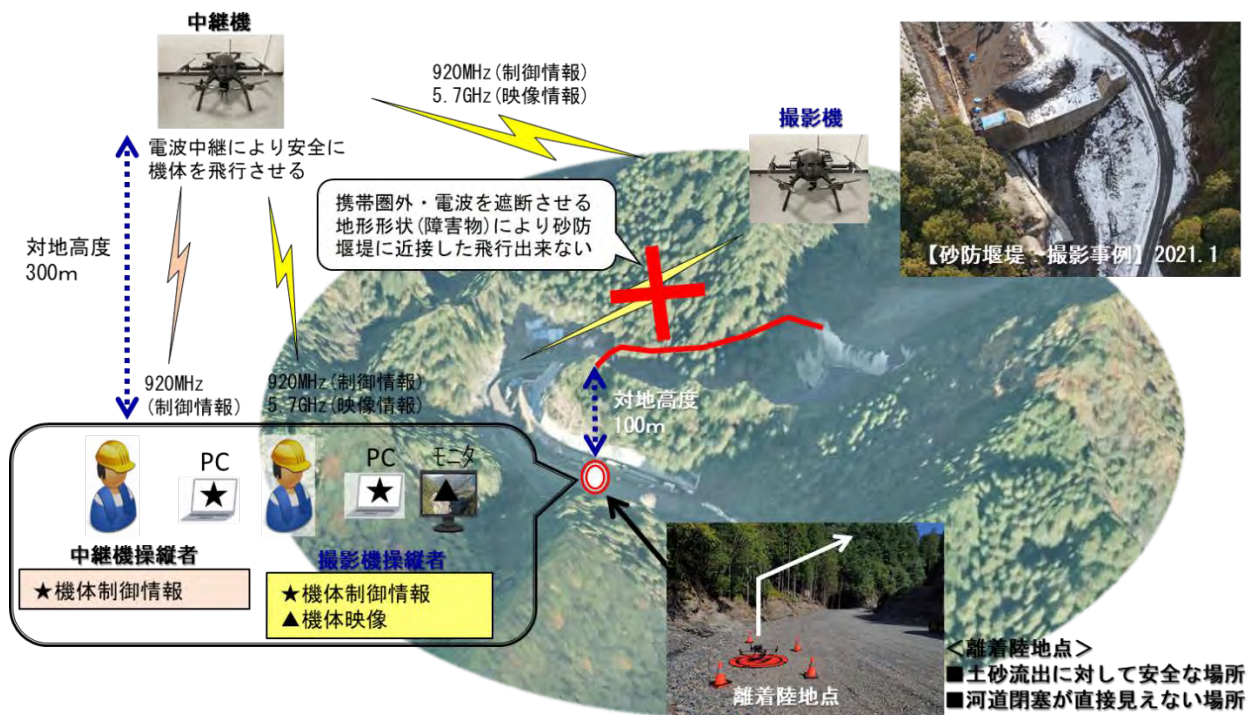 中継機
920MHz(制御情報)
5.7GHz(映像情報)
撮影機
電波中継により安全に
機体を飛行させる
携帯圏外・電波を遮断させる
地形形状(障害物)により砂防
堰堤に近接した飛行出来ない
【砂防堰堤・撮影事例】2021.1
対地高度
300m
920MHz
(制御情報)
920MHz(制御情報)
5.7GHz(映像情報)
対地高度
100m
PC
PC
モニタ
中継機操縦者
撮影機操縦者
★機体制御情報
★機体制御情報
▲機体映像
離着陸地点
<離着陸地点>
■土砂流出に対して安全な場所
■河道閉塞が直接見えない場所